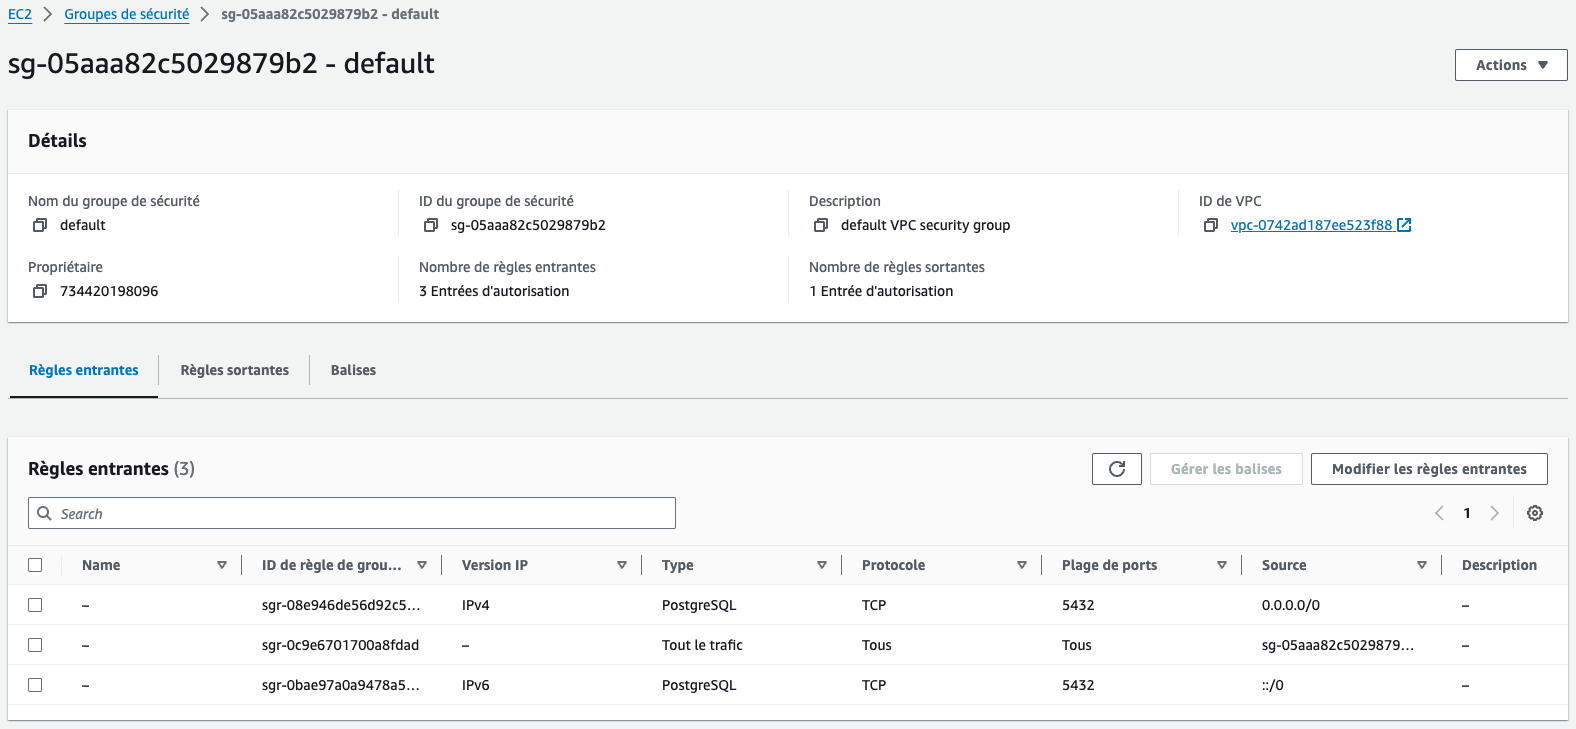 EC2 > Groupes de sécurité > sg-05aaa82c5029879b2 - default
sg-05aaa82c5029879b2 - default
Actions
Détails
Nom du groupe de sécurité ID du groupe de sécurité Description ID de VPC
default sg-05aaa82c5029879b2 default VPC security group vpc-0742ad187ee523f88
Propriétaire Nombre de règles entrantes Nombre de règles sortantes
734420198096 3 Entrées d'autorisation 1 Entrée d'autorisation
Règles entrantes Règles sortantes Balises
Règles entrantes (3) Gérer les balises Modifier les règles entrantes
Search 1
Name ID de règle de grou... Version IP Type Protocole Plage de ports Source Description
– sgr-08e946de56d92c5... IPv4 PostgreSQL TCP 5432 0.0.0.0/0 –
– sgr-0c9e6701700a8fdad – Tout le trafic Tous Tous sg-05aaa82c5029879... –
– sgr-0bae97a0a9478a5... IPv6 PostgreSQL TCP 5432 ::/0 –